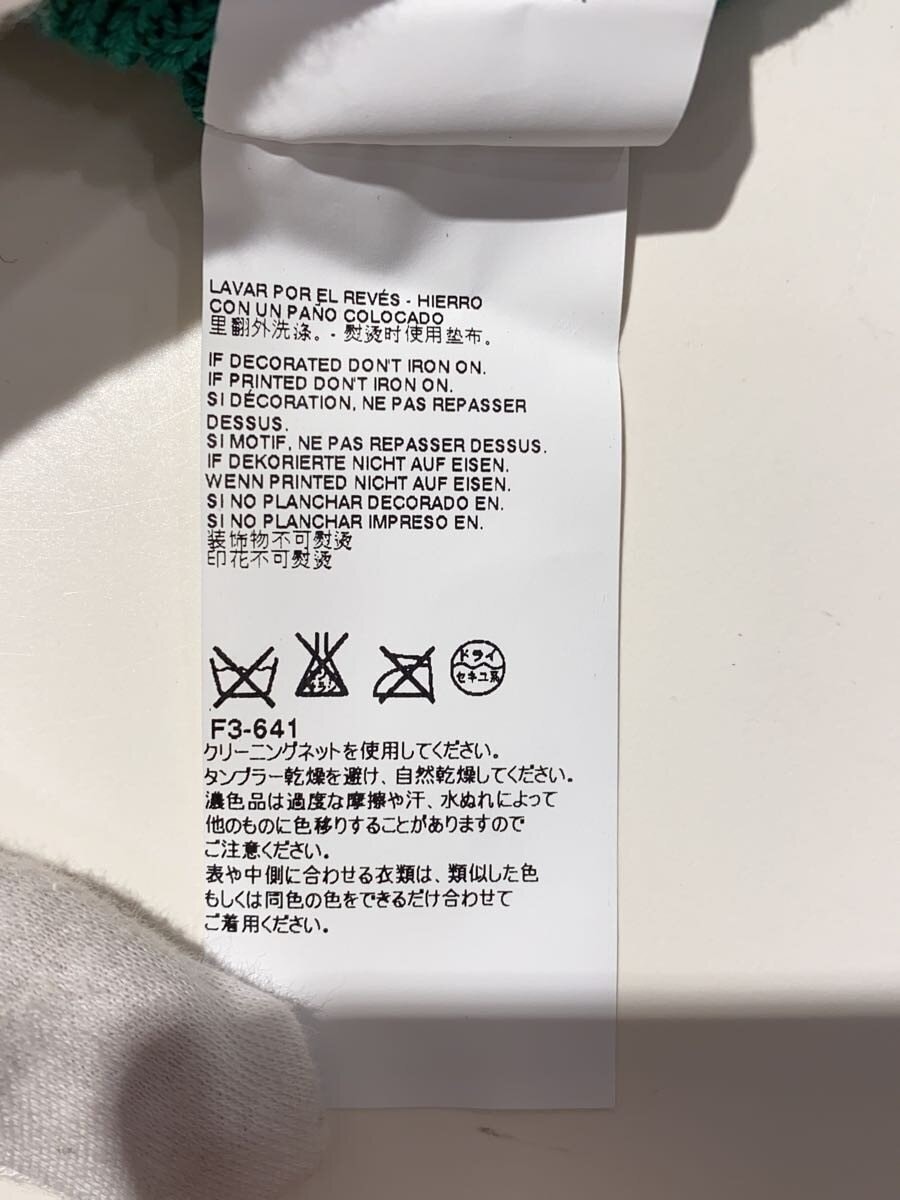 LAVAR POR EL REVÉS - HIERRO
CON UN PAÑO COLOCADO
里翻外洗涤。- 熨烫时使用垫布。
IF DECORATED DON'T IRON ON.
IF PRINTED DON'T IRON ON.
SI DÉCORATION, NE PAS REPASSER
DESSUS.
SI MOTIF, NE PAS REPASSER DESSUS.
IF DEKORIERTE NICHT AUF EISEN.
WENN PRINTED NICHT AUF EISEN.
SI NO PLANCHAR DECORADO EN.
SI NO PLANCHAR IMPRESO EN.
装饰物不可熨烫
印花不可熨烫
ドライ
セキユ系
F3-641
クリーニングネットを使用してください。
タンブラー乾燥を避け、自然乾燥してください。
濃色品は過度な摩擦や汗、水ぬれによって
他のものに色移りすることがありますので
ご注意ください。
表や中側に合わせる衣類は、類似した色
もしくは同色の色をできるだけ合わせて
ご着用ください。